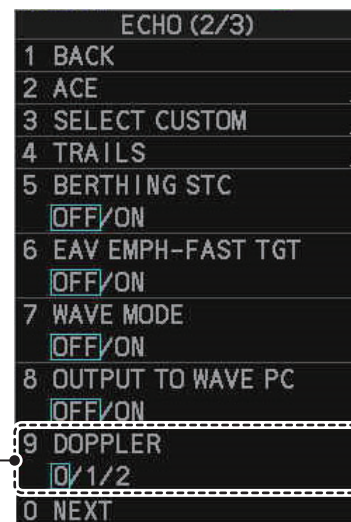 ECHO (2/3)
1 BACK
2 ACE
3 SELECT CUSTOM
4 TRAILS
5 BERTHING STC
OFF/ON
6 EAV EMPH-FAST TGT
OFF/ON
7 WAVE MODE
OFF/ON
8 OUTPUT TO WAVE PC
OFF/ON
9 DOPPLER
0/1/2
0 NEXT